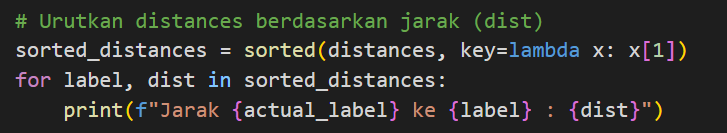 # Urutkan distances berdasarkan jarak (dist)
sorted_distances = sorted(distances, key=lambda x: x[1])
for label, dist in sorted_distances:
    print(f"Jarak {actual_label} ke {label} : {dist}")